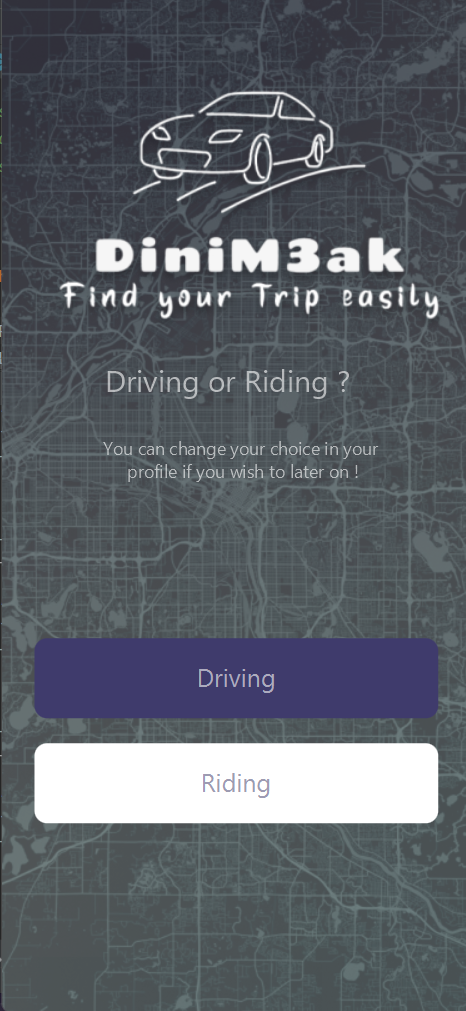 DiniM3ak
Find your Trip easily
Driving or Riding ?
You can change your choice in your
profile if you wish to later on !
Driving
Riding